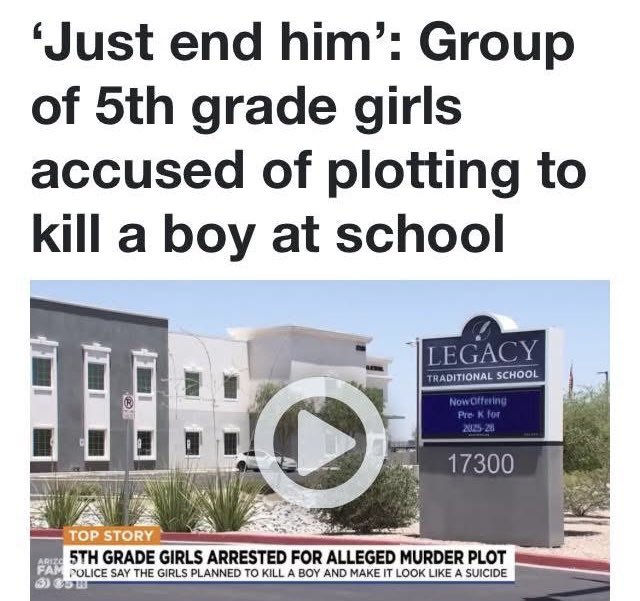 ‘Just end him’: Group
of 5th grade girls
accused of plotting to
kill a boy at school
LEGACY
TRADITIONAL SCHOOL
Now Offering
Pre-K for
2025-26
17300
TOP STORY
5TH GRADE GIRLS ARRESTED FOR ALLEGED MURDER PLOT
POLICE SAY THE GIRLS PLANNED TO KILL A BOY AND MAKE IT LOOK LIKE A SUICIDE